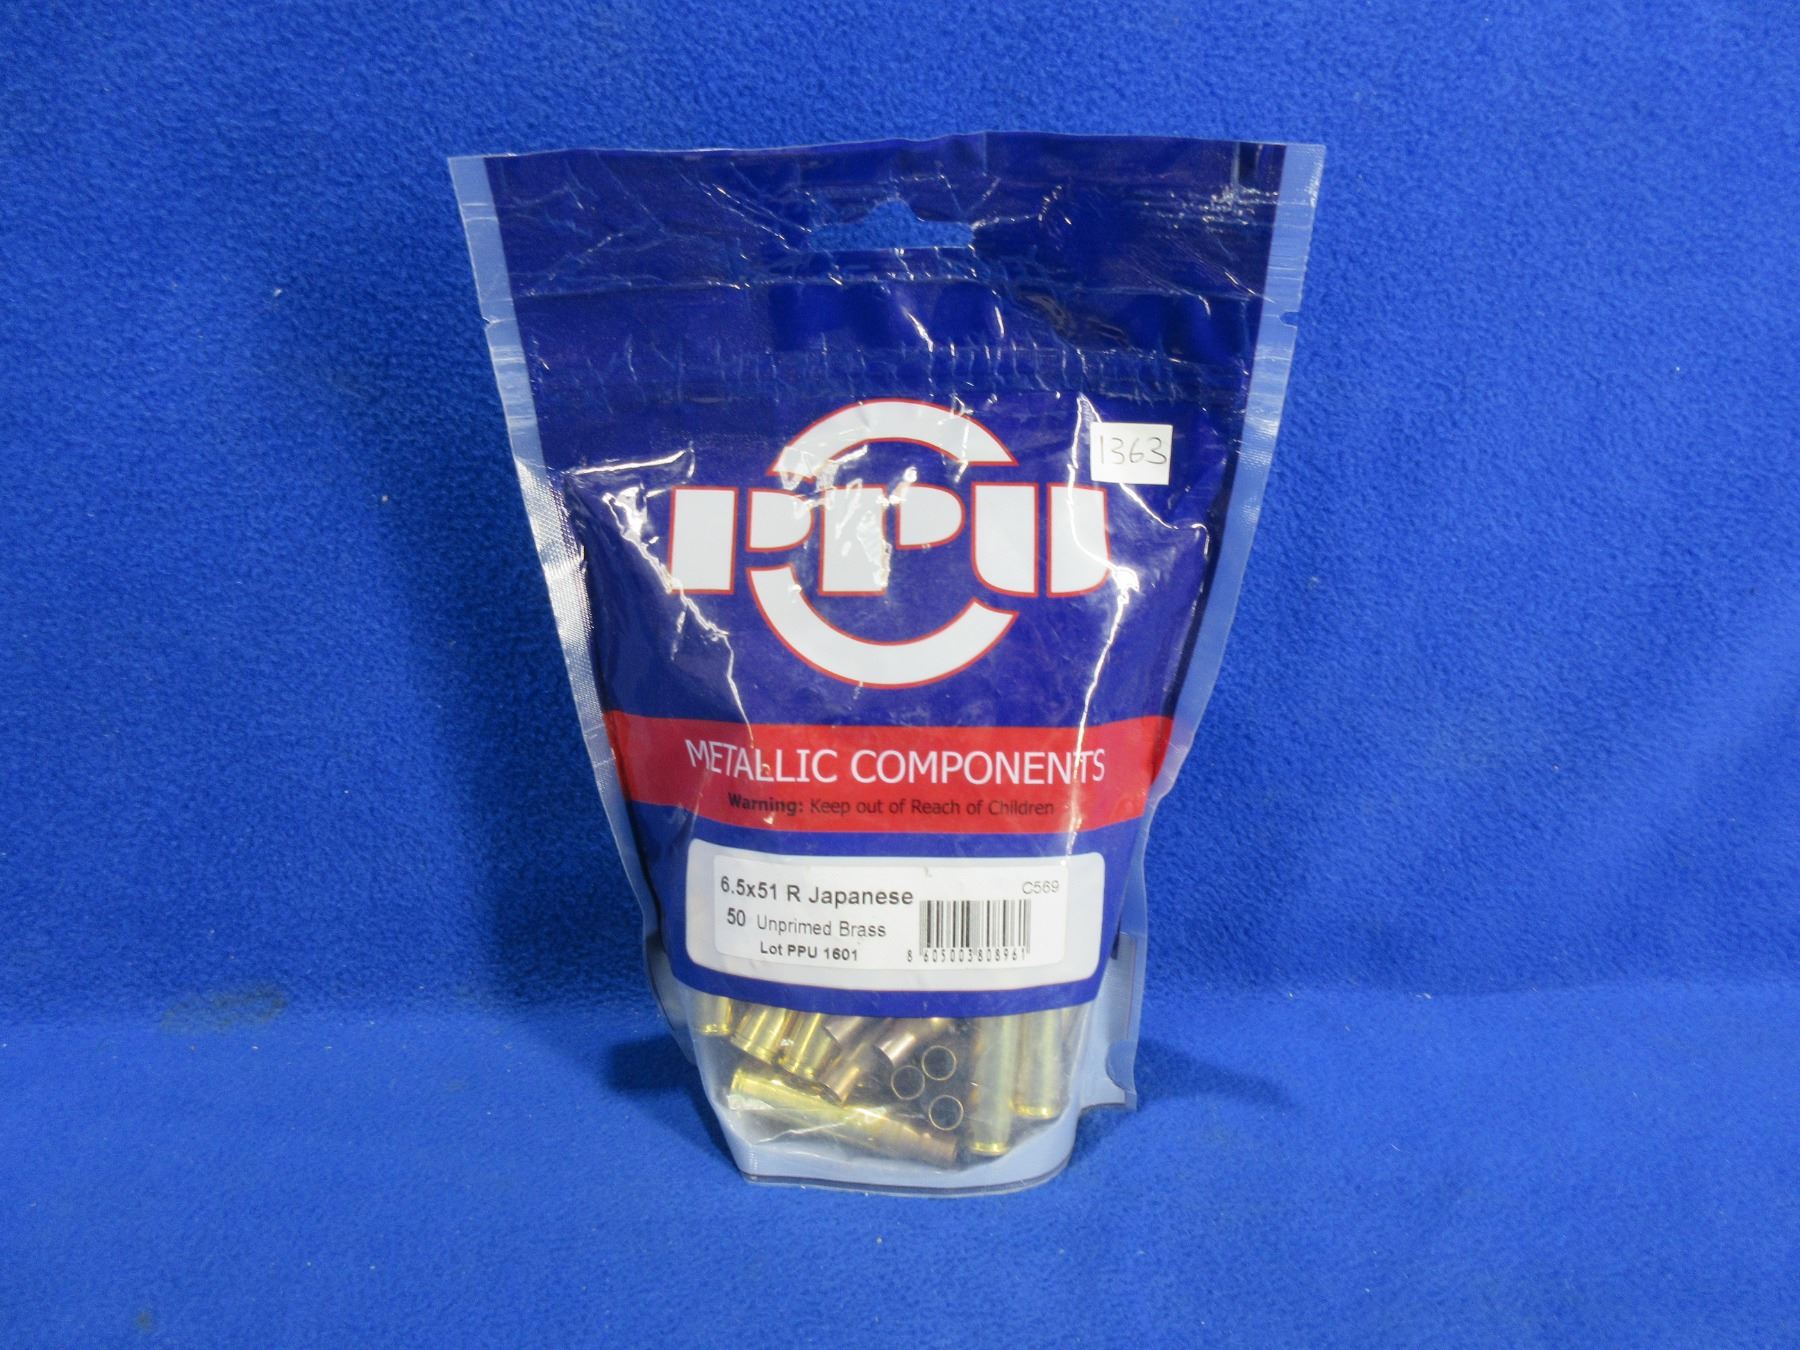 1363
PPU
METALLIC COMPONENTS
Warning: Keep out of Reach of Children
6.5x51 R Japanese C569
50 Unprimed Brass
Lot PPU 1601
8 605003 808961